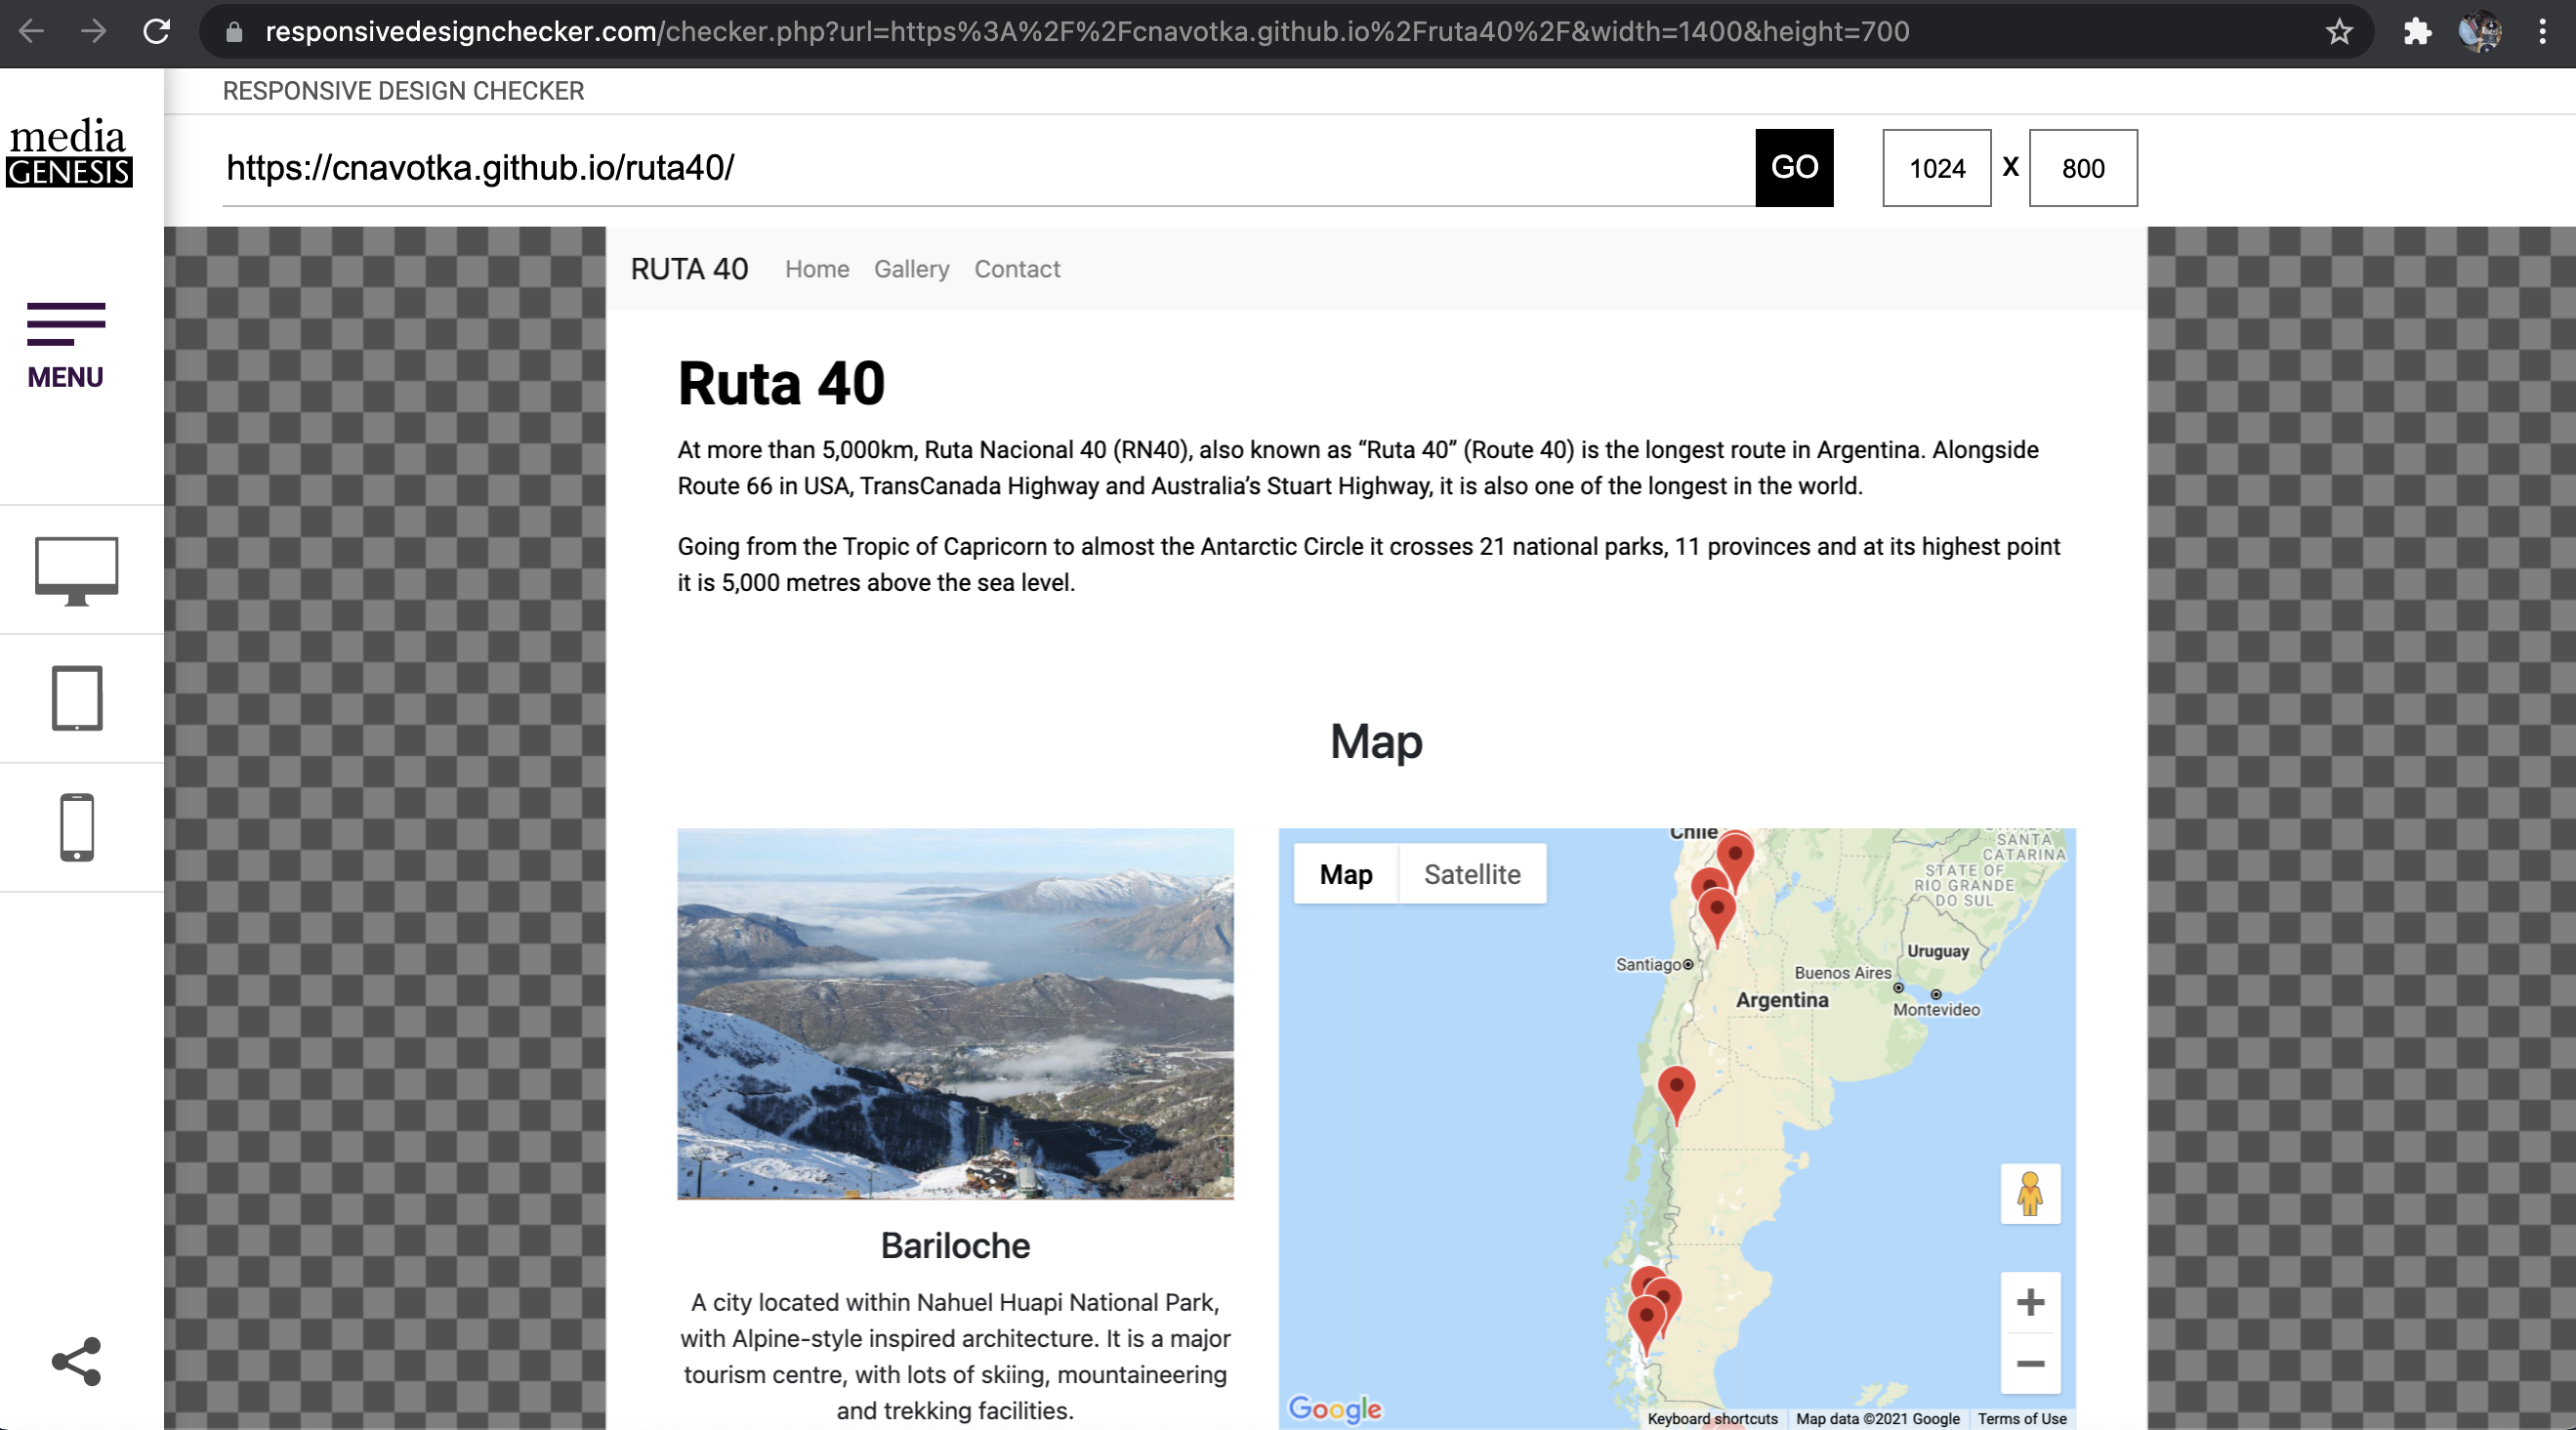 responsivedesignchecker.com/checker.php?url=https%3A%2F%2Fcnavotka.github.io%2Fruta40%2F&width=1400&height=700
RESPONSIVE DESIGN CHECKER
media
GENESIS
https://cnavotka.github.io/ruta40/
GO
1024 X 800
MENU
RUTA 40 Home Gallery Contact
Ruta 40
At more than 5,000km, Ruta Nacional 40 (RN40), also known as “Ruta 40” (Route 40) is the longest route in Argentina. Alongside
Route 66 in USA, TransCanada Highway and Australia’s Stuart Highway, it is also one of the longest in the world.
Going from the Tropic of Capricorn to almost the Antarctic Circle it crosses 21 national parks, 11 provinces and at its highest point
it is 5,000 metres above the sea level.
Map
Bariloche
A city located within Nahuel Huapi National Park,
with Alpine-style inspired architecture. It is a major
tourism centre, with lots of skiing, mountaineering
and trekking facilities.
Map Satellite
Chile
SANTA
CATARINA
STATE OF
RIO GRANDE
DO SUL
Uruguay
Santiago
Buenos Aires
Argentina
Montevideo
Google
Keyboard shortcuts Map data ©2021 Google Terms of Use